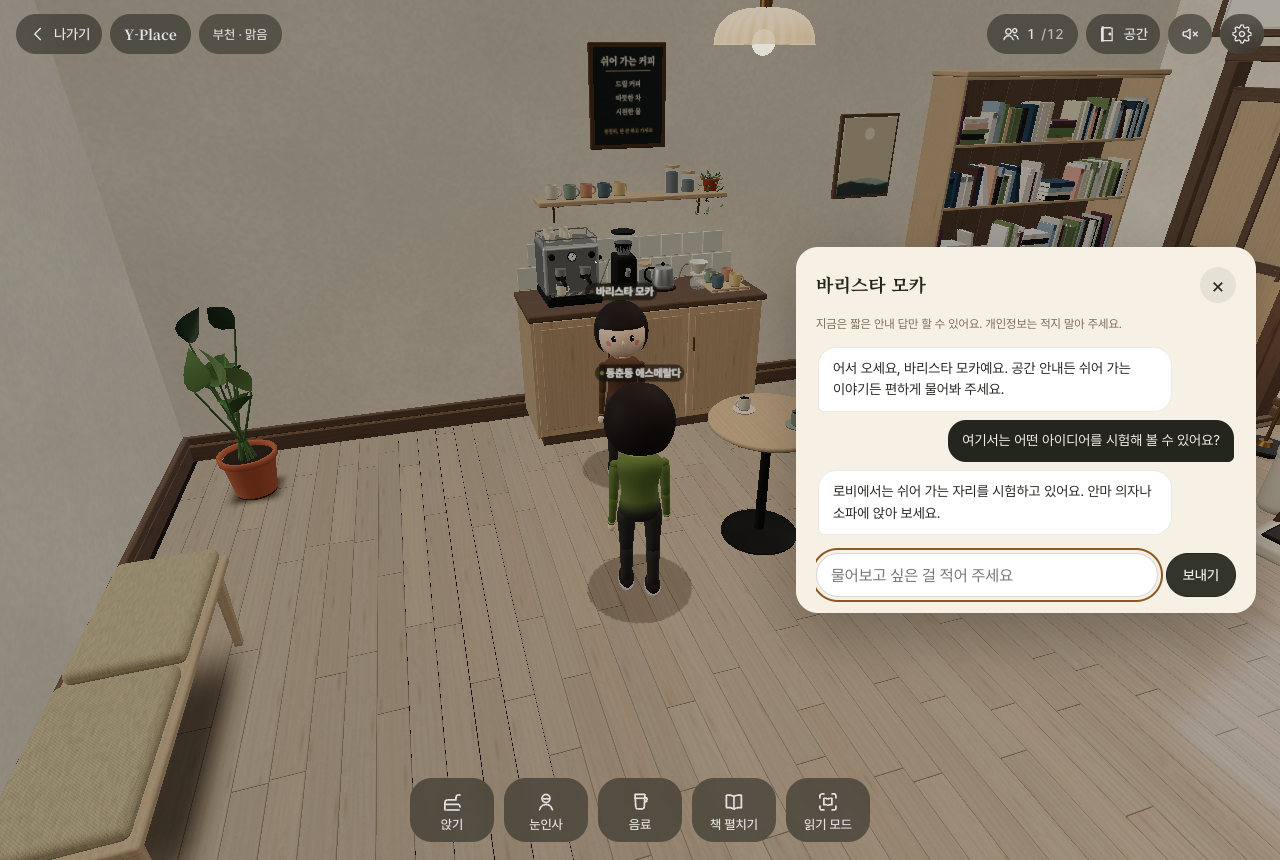 나가기
Y-Place
부천 · 맑음
1 /12
공간
쉬어 가는 커피
드립 커피
따뜻한 차
시원한 물
바리스타 모카
동춘동 에스메랄다
바리스타 모카
지금은 짧은 안내 답만 할 수 있어요. 개인정보는 적지 말아 주세요.
어서 오세요, 바리스타 모카예요. 공간 안내든 쉬어 가는
이야기든 편하게 물어봐 주세요.
여기서는 어떤 아이디어를 시험해 볼 수 있어요?
로비에서는 쉬어 가는 자리를 시험하고 있어요. 안마 의자나
소파에 앉아 보세요.
물어보고 싶은 걸 적어 주세요
보내기
앉기
눈인사
음료
책 펼치기
읽기 모드